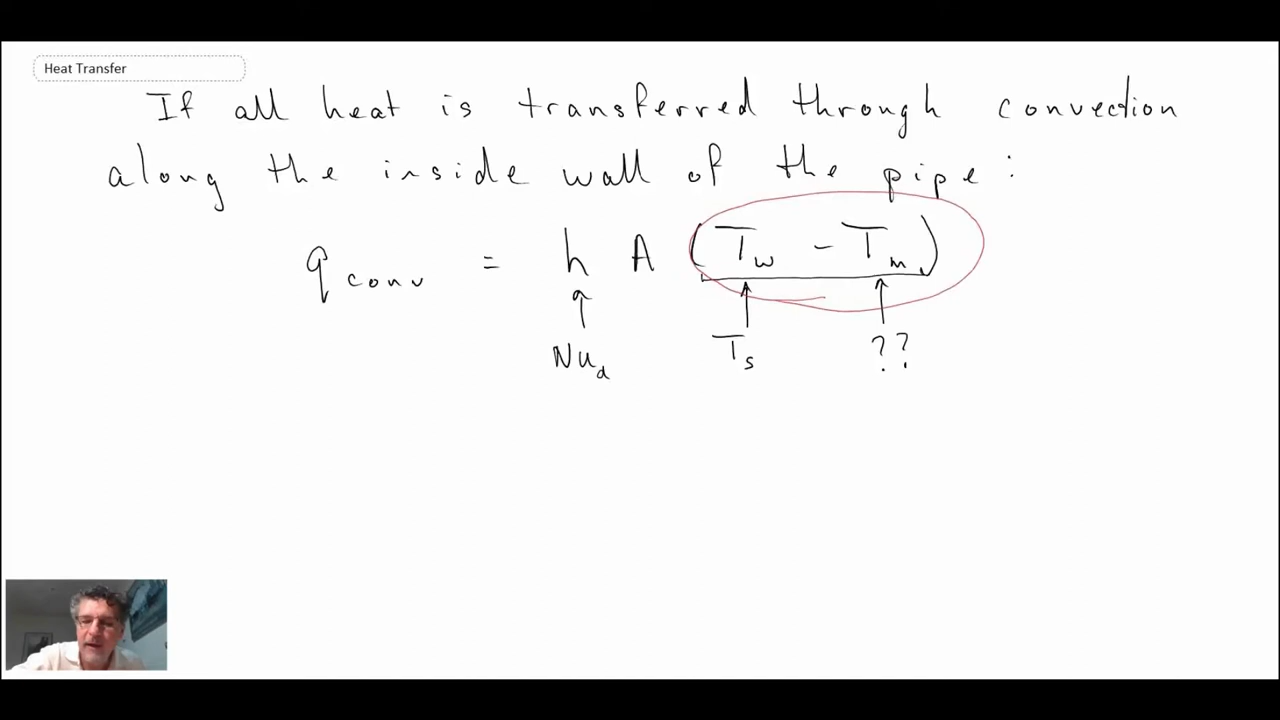 Heat Transfer
If all heat is transferred through convection
along the inside wall of the pipe :
q conv = h A (Tw - Tm)
Nud Ts ??